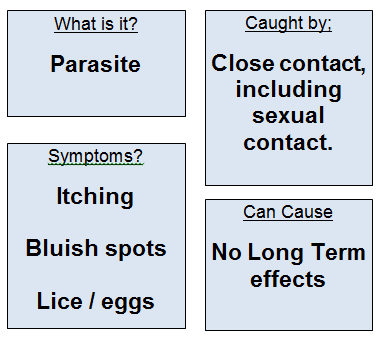 What is it?
Parasite
Caught by;
Close contact,
including
sexual
contact.
Symptoms?
Itching
Bluish spots
Lice / eggs
Can Cause
No Long Term
effects